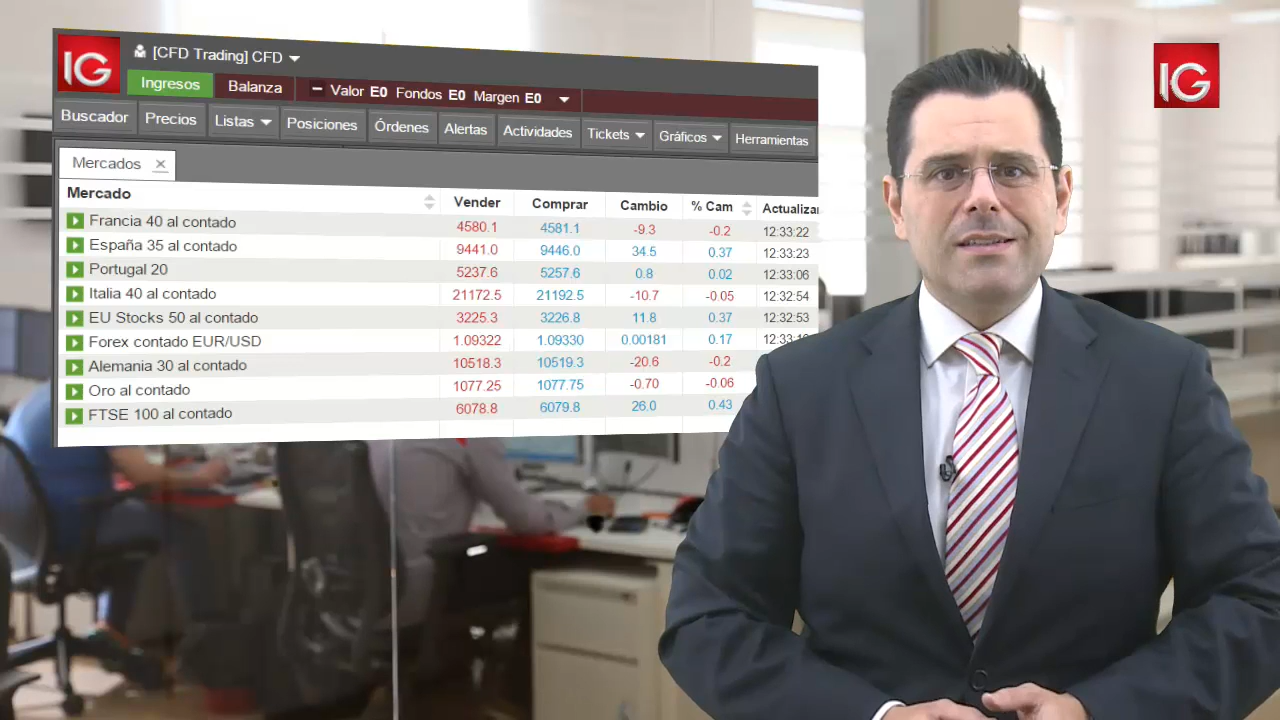 IG
[CFD Trading] CFD
Ingresos Balanza Valor E0 Fondos E0 Margen E0
Buscador Precios Listas Posiciones Órdenes Alertas Actividades Tickets Gráficos Herramientas
Mercados ×
Mercado Vender Comprar Cambio % Cam Actualizar
Francia 40 al contado 4580.1 4581.1 -9.3 -0.2 12:33:22
España 35 al contado 9441.0 9446.0 34.5 0.37 12:33:23
Portugal 20 5237.6 5257.6 0.8 0.02 12:33:06
Italia 40 al contado 21172.5 21192.5 -10.7 -0.05 12:32:54
EU Stocks 50 al contado 3225.3 3226.8 11.8 0.37 12:32:53
Forex contado EUR/USD 1.09322 1.09330 0.00181 0.17
Alemania 30 al contado 10518.3 10519.3 -20.6 -0.2
Oro al contado 1077.25 1077.75 -0.70 -0.06
FTSE 100 al contado 6078.8 6079.8 26.0 0.43
IG